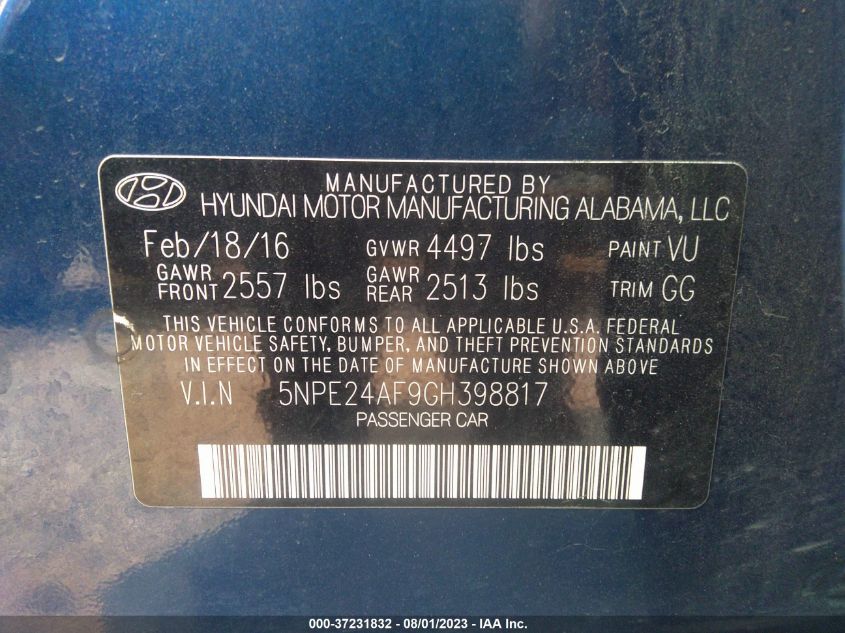 MANUFACTURED BY
HYUNDAI MOTOR MANUFACTURING ALABAMA, LLC
Feb/18/16 GVWR 4497 lbs PAINT VU
GAWR FRONT 2557 lbs GAWR REAR 2513 lbs TRIM GG
THIS VEHICLE CONFORMS TO ALL APPLICABLE U.S.A. FEDERAL
MOTOR VEHICLE SAFETY, BUMPER, AND THEFT PREVENTION STANDARDS
IN EFFECT ON THE DATE OF MANUFACTURE SHOWN ABOVE
V.I.N 5NPE24AF9GH398817
PASSENGER CAR
000-37231832 - 08/01/2023 - IAA Inc.